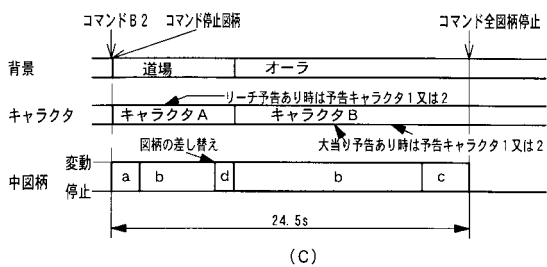 コマンドB2 コマンド停止図柄 コマンド全図柄停止
背景 道場 オーラ
リーチ予告あり時は予告キャラクタ1又は2
キャラクタ キャラクタA キャラクタB
図柄の差し替え 大当り予告あり時は予告キャラクタ1又は2
中図柄 変動 停止 a b d b c
24.5s
(C)